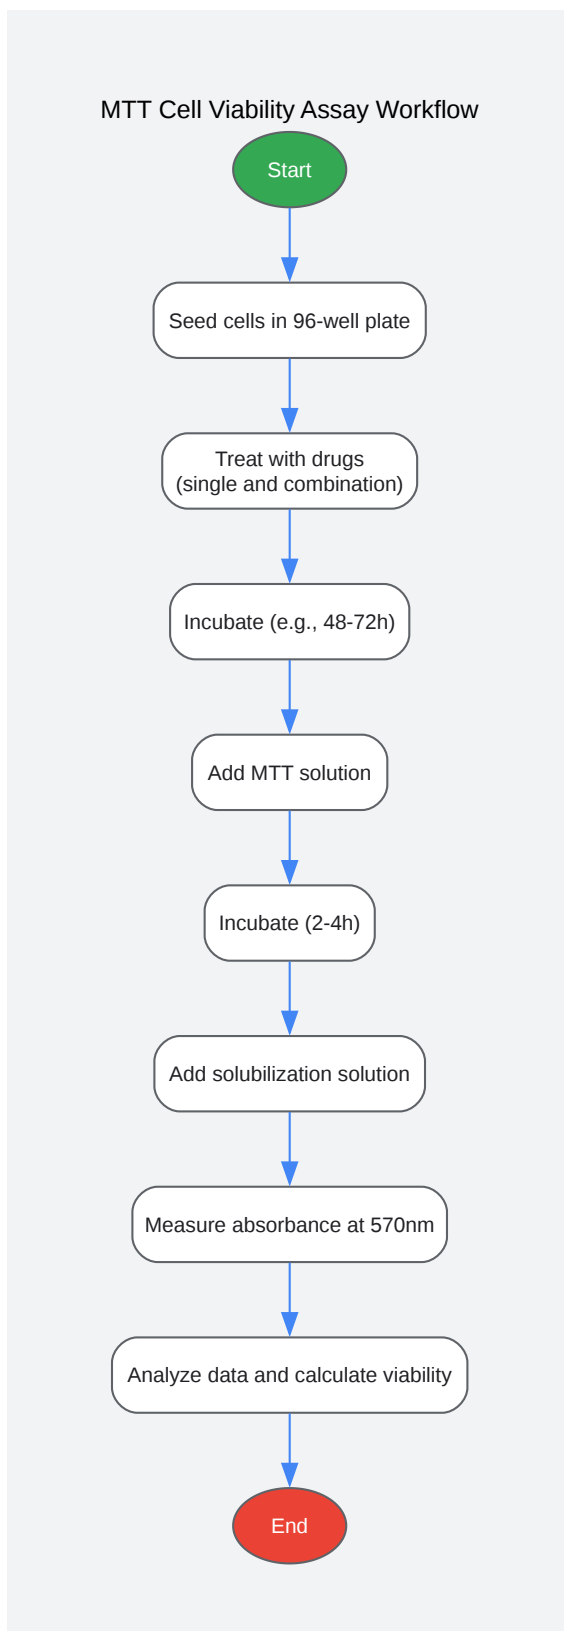 MTT Cell Viability Assay Workflow
Start
Seed cells in 96-well plate
Treat with drugs
(single and combination)
Incubate (e.g., 48-72h)
Add MTT solution
Incubate (2-4h)
Add solubilization solution
Measure absorbance at 570nm
Analyze data and calculate viability
End